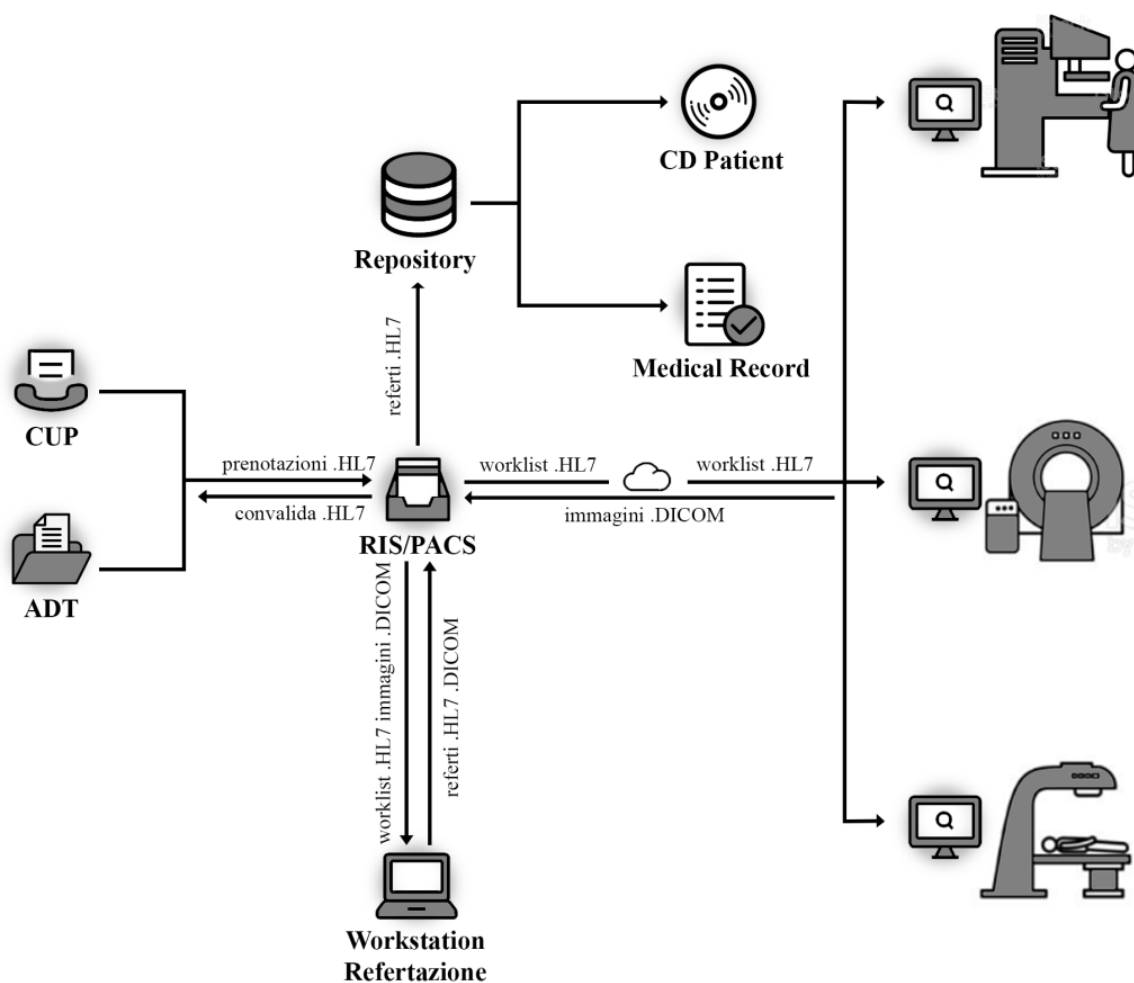 CD Patient
Repository
Medical Record
referti .HL7
CUP
prenotazioni .HL7
worklist .HL7
worklist .HL7
convalida .HL7
immagini .DICOM
RIS/PACS
ADT
worklist .HL7 immagini .DICOM
referti .HL7 .DICOM
Workstation
Refertazione